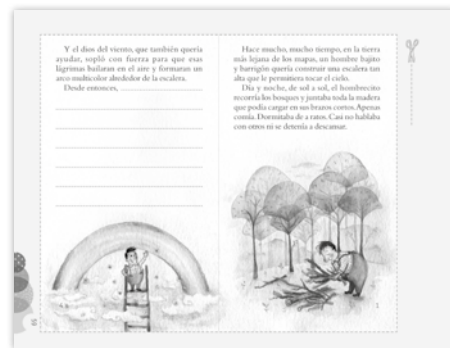 Y el dios del viento, que también quería
ayudar, sopló con fuerza para que esas
lágrimas bailaran en el aire y formaran un
arco multicolor alrededor de la escalera.
Desde entonces,
Hace mucho, mucho tiempo, en la tierra
más lejana de los mapas, un hombre bajito
y barrigón quería construir una escalera tan
alta que le permitiera tocar el cielo.
Día y noche, de sol a sol, el hombrecito
recorría los bosques y juntaba toda la madera
que podía cargar en sus brazos cortos. Apenas
comía. Dormitaba de a ratos. Casi no hablaba
con otros ni se detenía a descansar.
1